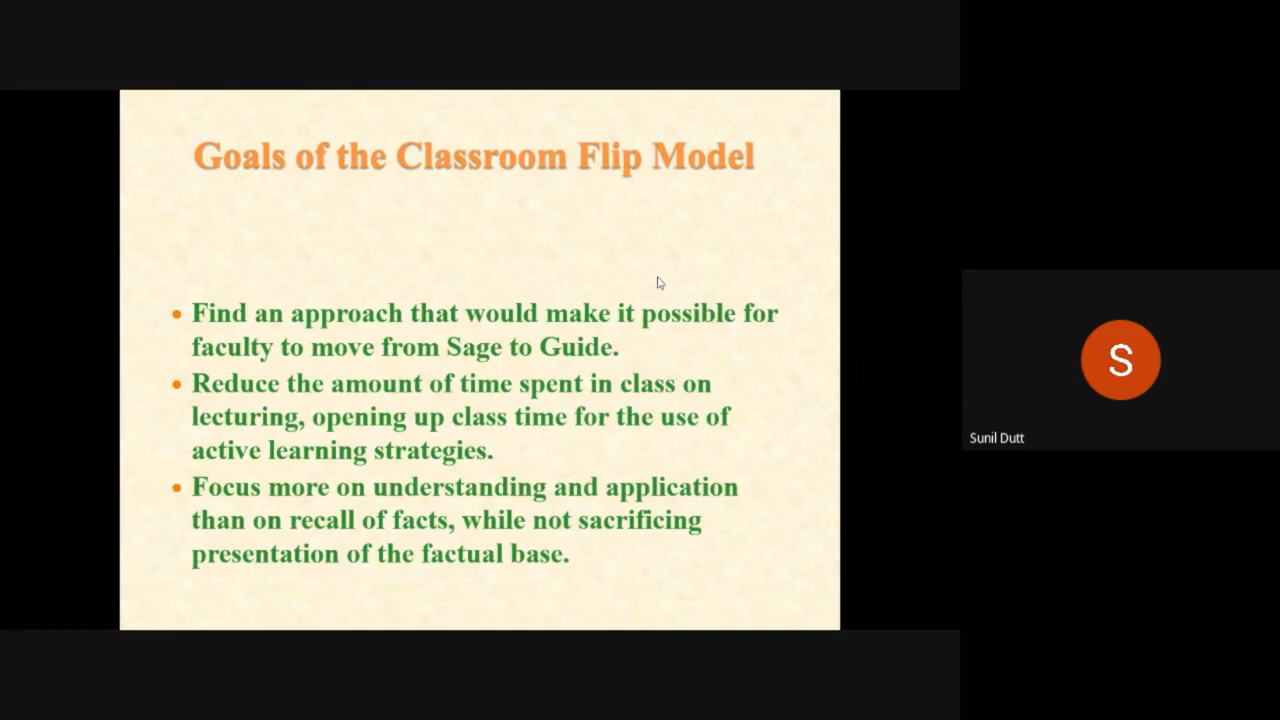 Goals of the Classroom Flip Model
• Find an approach that would make it possible for
faculty to move from Sage to Guide.
• Reduce the amount of time spent in class on
lecturing, opening up class time for the use of
active learning strategies.
• Focus more on understanding and application
than on recall of facts, while not sacrificing
presentation of the factual base.
S
Sunil Dutt